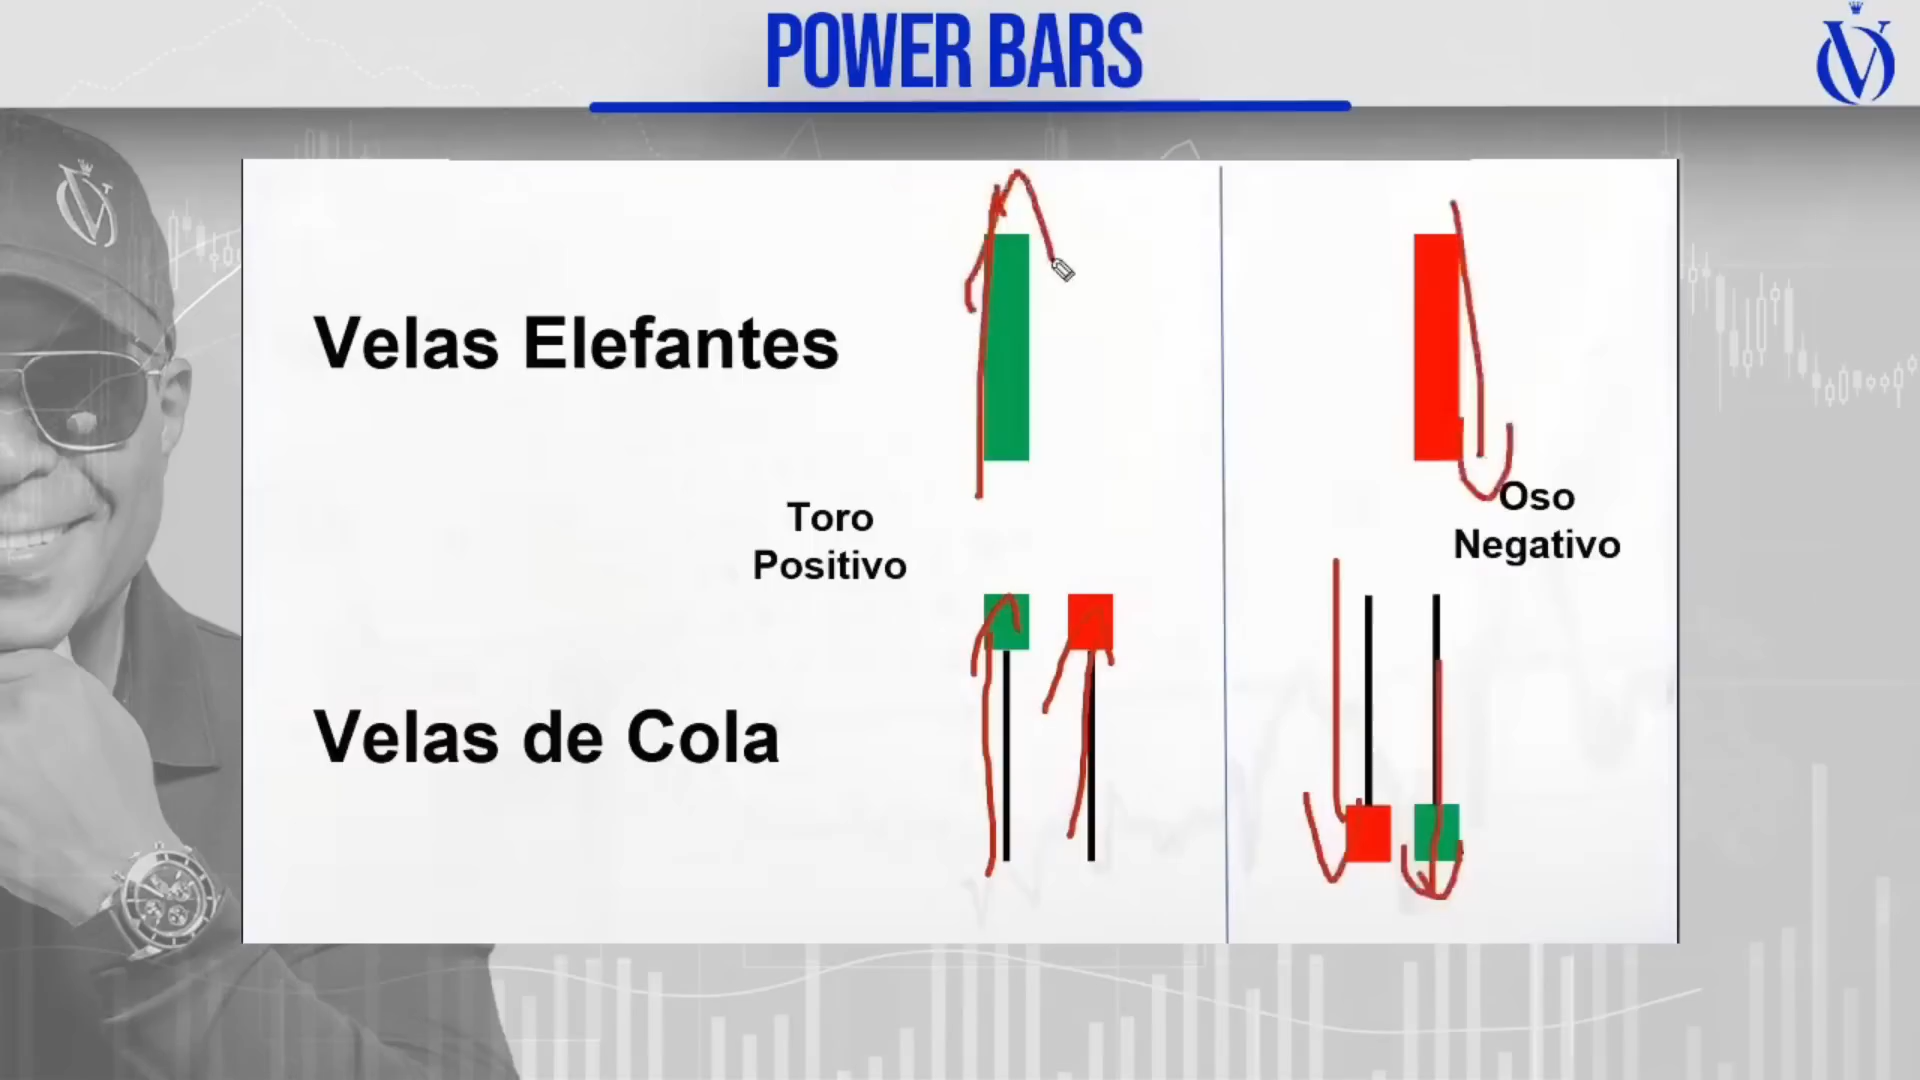 POWER BARS
Velas Elefantes
Toro
Positivo
Oso
Negativo
Velas de Cola